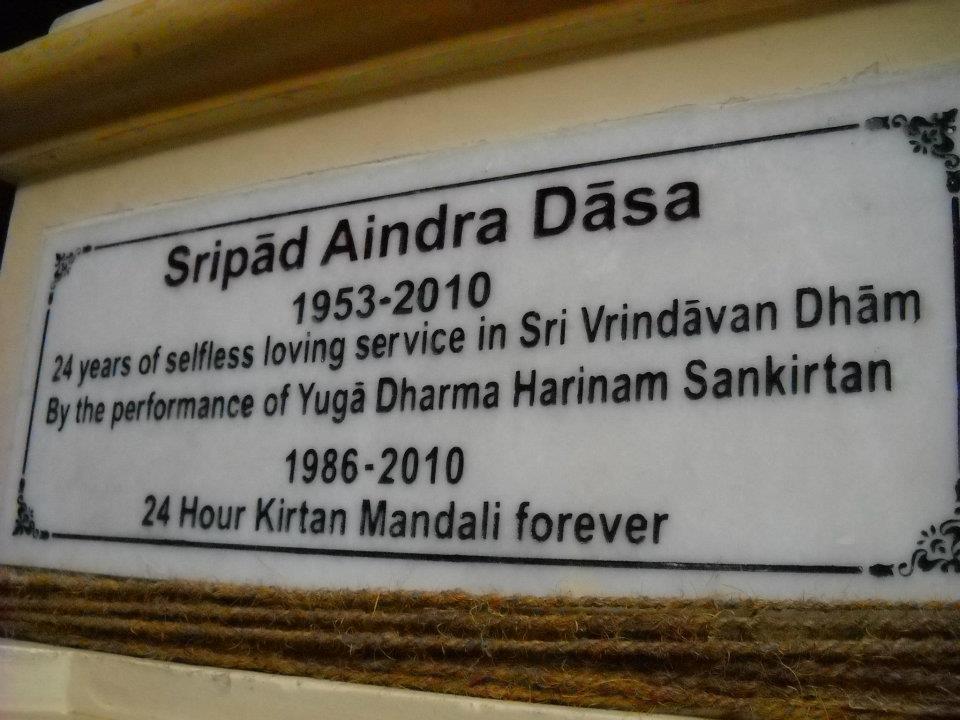 Sripād Aindra Dāsa
1953-2010
24 years of selfless loving service in Sri Vrindāvan Dhām
By the performance of Yugā Dharma Harinam Sankirtan
1986-2010
24 Hour Kirtan Mandali forever